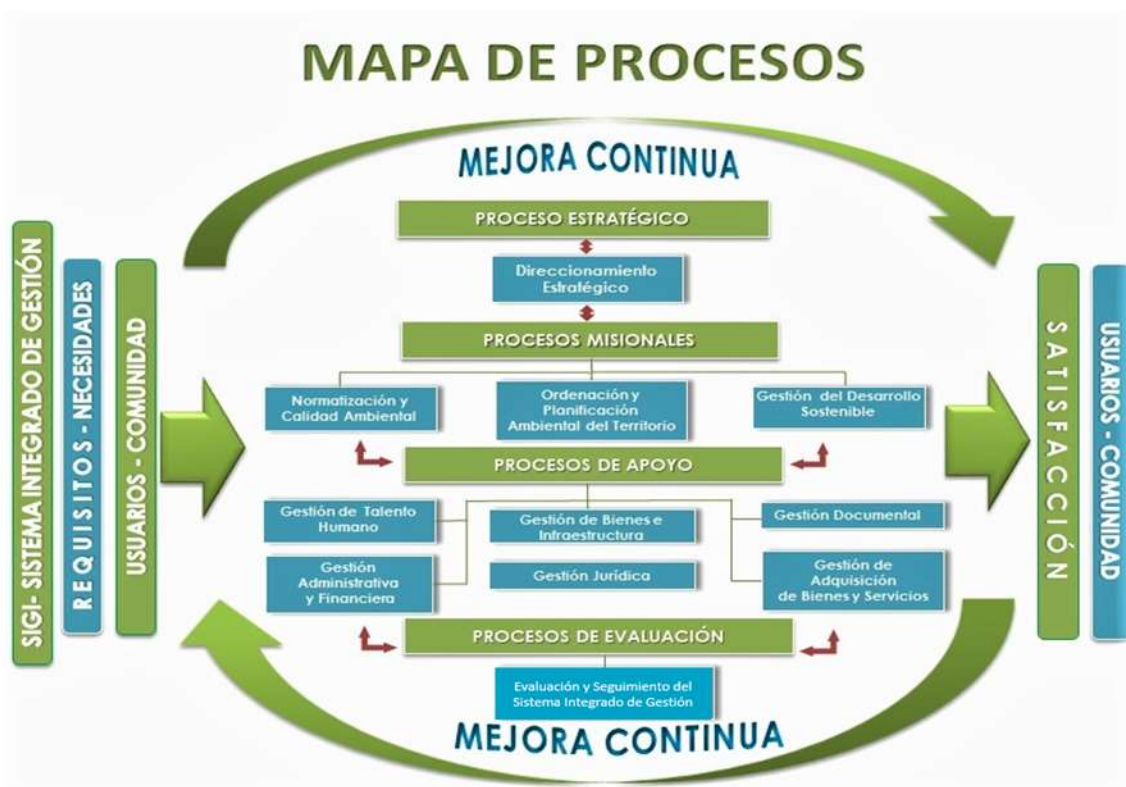 MAPA DE PROCESOS
MEJORA CONTINUA
SIGI- SISTEMA INTEGRADO DE GESTIÓN
REQUISITOS - NECESIDADES
USUARIOS - COMUNIDAD
PROCESO ESTRATÉGICO
Direccionamiento
Estratégico
PROCESOS MISIONALES
Normatización y
Calidad Ambiental
Ordenación y
Planificación
Ambiental del Territorio
Gestión del Desarrollo
Sostenible
PROCESOS DE APOYO
Gestión de Talento
Humano
Gestión de Bienes e
Infraestructura
Gestión Documental
Gestión
Administrativa
y Financiera
Gestión Jurídica
Gestión de
Adquisición
de Bienes y Servicios
PROCESOS DE EVALUACIÓN
Evaluación y Seguimiento del
Sistema Integrado de Gestión
MEJORA CONTINUA
SATISFACCIÓN
USUARIOS - COMUNIDAD